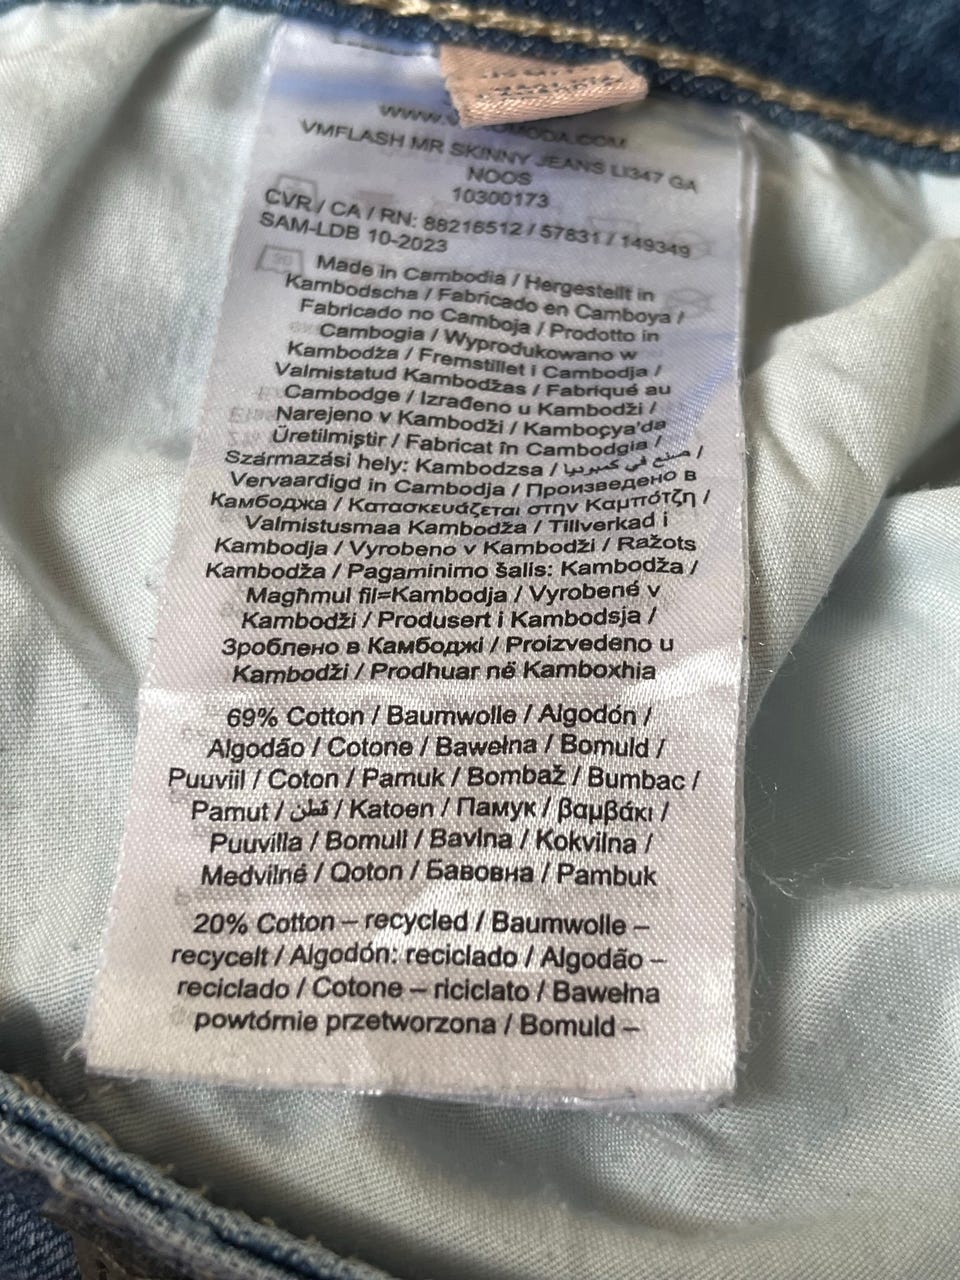 VMFLASH MR SKINNY JEANS LI347 GA
NOOS
10300173
CVR / CA / RN: 88216512 / 57831 / 149349
SAM-LDB 10-2023
Made in Cambodia / Hergestellt in
Kambodscha / Fabricado en Camboya /
Fabricado no Camboja / Prodotto in
Cambogia / Wyprodukowano w
Kambodża / Fremstillet i Cambodja /
Valmistatud Kambodžas / Fabriqué au
Cambodge / Izrađeno u Kambodži /
Narejeno v Kambodži / Kamboçya'da
Üretilmiştir / Fabricat în Cambodgia /
Származási hely: Kambodzsa / صنع في كمبوديا /
Vervaardigd in Cambodja / Произведено в
Камбоджа / Κατασκευάζεται στην Καμπότζη /
Valmistusmaa Kambodža / Tillverkad i
Kambodja / Vyrobeno v Kambodži / Ražots
Kambodža / Pagaminimo šalis: Kambodža /
Magħmul fil=Kambodja / Vyrobené v
Kambodži / Produsert i Kambodsja /
Зроблено в Камбоджі / Proizvedeno u
Kambodži / Prodhuar në Kamboxhia
69% Cotton / Baumwolle / Algodón /
Algodão / Cotone / Bawełna / Bomuld /
Puuviil / Coton / Pamuk / Bombaž / Bumbac /
Pamut / قطن / Katoen / Памук / βαμβάκι /
Puuvilla / Bomull / Bavlna / Kokvilna /
Medvilnė / Qoton / Бавовна / Pambuk
20% Cotton – recycled / Baumwolle –
recycelt / Algodón: reciclado / Algodão –
reciclado / Cotone – riciclato / Bawełna
powtórnie przetworzona / Bomuld –